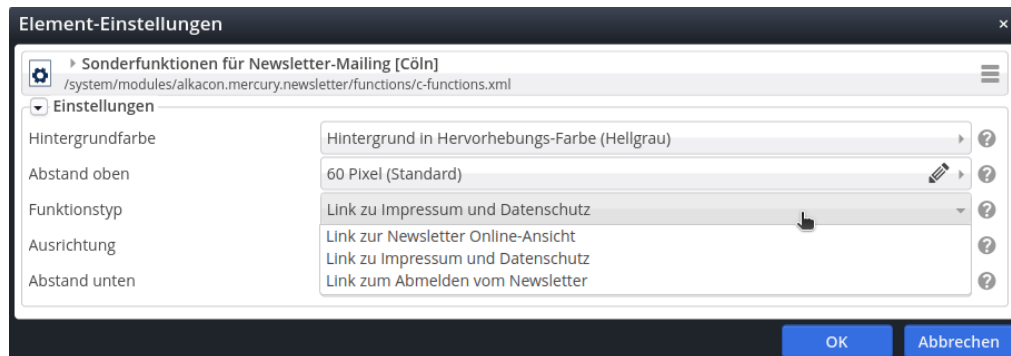 Element-Einstellungen
Sonderfunktionen für Newsletter-Mailing [Cöln]
/system/modules/alkacon.mercury.newsletter/functions/c-functions.xml
Einstellungen
Hintergrundfarbe Hintergrund in Hervorhebungs-Farbe (Hellgrau)
Abstand oben 60 Pixel (Standard)
Funktionstyp Link zu Impressum und Datenschutz
Link zur Newsletter Online-Ansicht
Ausrichtung
Link zu Impressum und Datenschutz
Abstand unten Link zum Abmelden vom Newsletter
OK Abbrechen